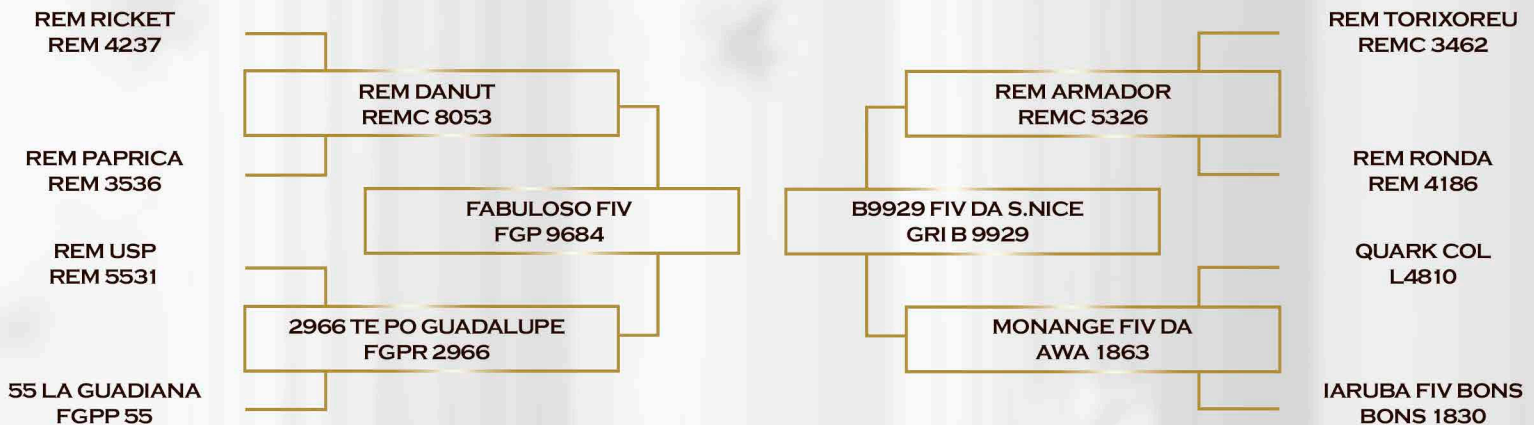 REM RICKET
REM 4237
REM DANUT
REMC 8053
REM PAPRICA
REM 3536
FABULOSO FIV
FGP 9684
REM USP
REM 5531
2966 TE PO GUADALUPE
FGPR 2966
55 LA GUADIANA
FGPP 55
REM TORIXOREU
REMC 3462
REM ARMADOR
REMC 5326
REM RONDA
REM 4186
B9929 FIV DA S.NICE
GRI B 9929
QUARK COL
L4810
MONANGE FIV DA
AWA 1863
IARUBA FIV BONS
BONS 1830